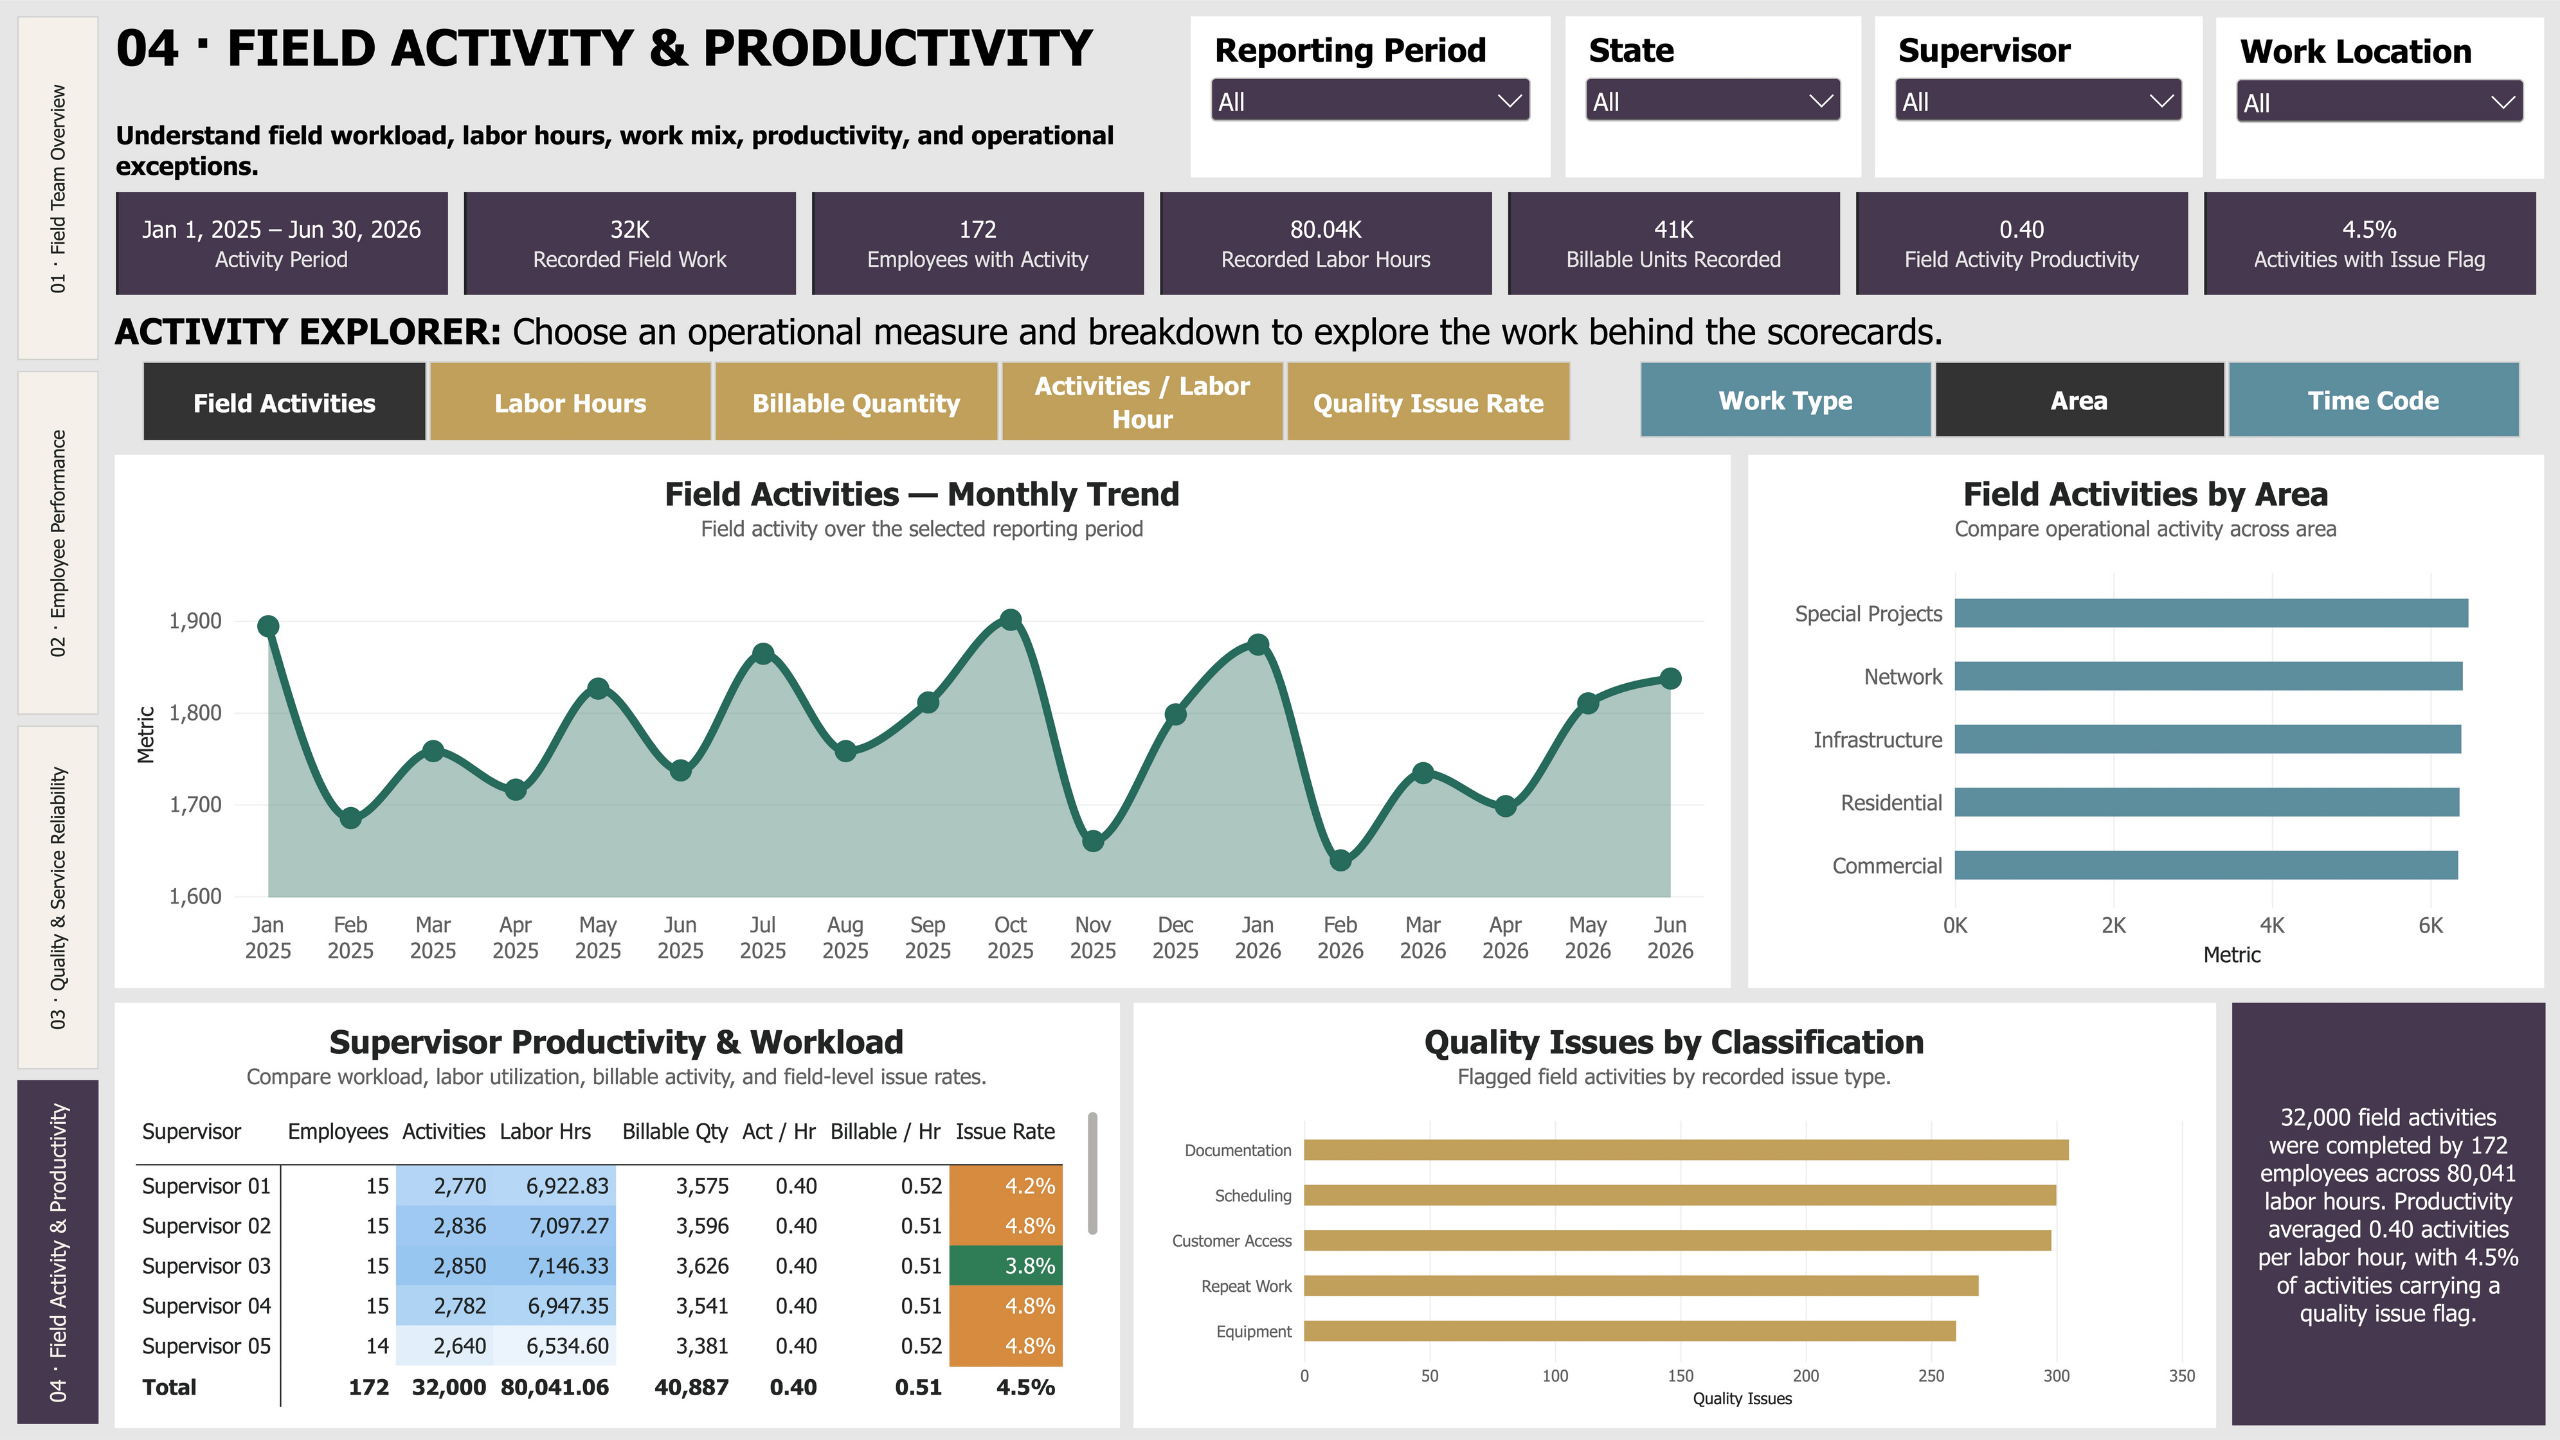 01 · Field Team Overview
02 · Employee Performance
03 · Quality & Service Reliability
04 · Field Activity & Productivity
04 · FIELD ACTIVITY & PRODUCTIVITY
Understand field workload, labor hours, work mix, productivity, and operational
exceptions.
Reporting Period
All
State
All
Supervisor
All
Work Location
All
Jan 1, 2025 – Jun 30, 2026
Activity Period
32K
Recorded Field Work
172
Employees with Activity
80.04K
Recorded Labor Hours
41K
Billable Units Recorded
0.40
Field Activity Productivity
4.5%
Activities with Issue Flag
ACTIVITY EXPLORER: Choose an operational measure and breakdown to explore the work behind the scorecards.
Field Activities
Labor Hours
Billable Quantity
Activities / Labor
Hour
Quality Issue Rate
Work Type
Area
Time Code
Field Activities — Monthly Trend
Field activity over the selected reporting period
Metric
1,900
1,800
1,700
1,600
Jan Feb Mar Apr May Jun Jul Aug Sep Oct Nov Dec Jan Feb Mar Apr May Jun
2025 2025 2025 2025 2025 2025 2025 2025 2025 2025 2025 2025 2026 2026 2026 2026 2026 2026
Field Activities by Area
Compare operational activity across area
Special Projects
Network
Infrastructure
Residential
Commercial
0K 2K 4K 6K
Metric
Supervisor Productivity & Workload
Compare workload, labor utilization, billable activity, and field-level issue rates.
Supervisor Employees Activities Labor Hrs Billable Qty Act / Hr Billable / Hr Issue Rate
Supervisor 01 15 2,770 6,922.83 3,575 0.40 0.52 4.2%
Supervisor 02 15 2,836 7,097.27 3,596 0.40 0.51 4.8%
Supervisor 03 15 2,850 7,146.33 3,626 0.40 0.51 3.8%
Supervisor 04 15 2,782 6,947.35 3,541 0.40 0.51 4.8%
Supervisor 05 14 2,640 6,534.60 3,381 0.40 0.52 4.8%
Total 172 32,000 80,041.06 40,887 0.40 0.51 4.5%
Quality Issues by Classification
Flagged field activities by recorded issue type.
Documentation
Scheduling
Customer Access
Repeat Work
Equipment
0 50 100 150 200 250 300 350
Quality Issues
32,000 field activities
were completed by 172
employees across 80,041
labor hours. Productivity
averaged 0.40 activities
per labor hour, with 4.5%
of activities carrying a
quality issue flag.